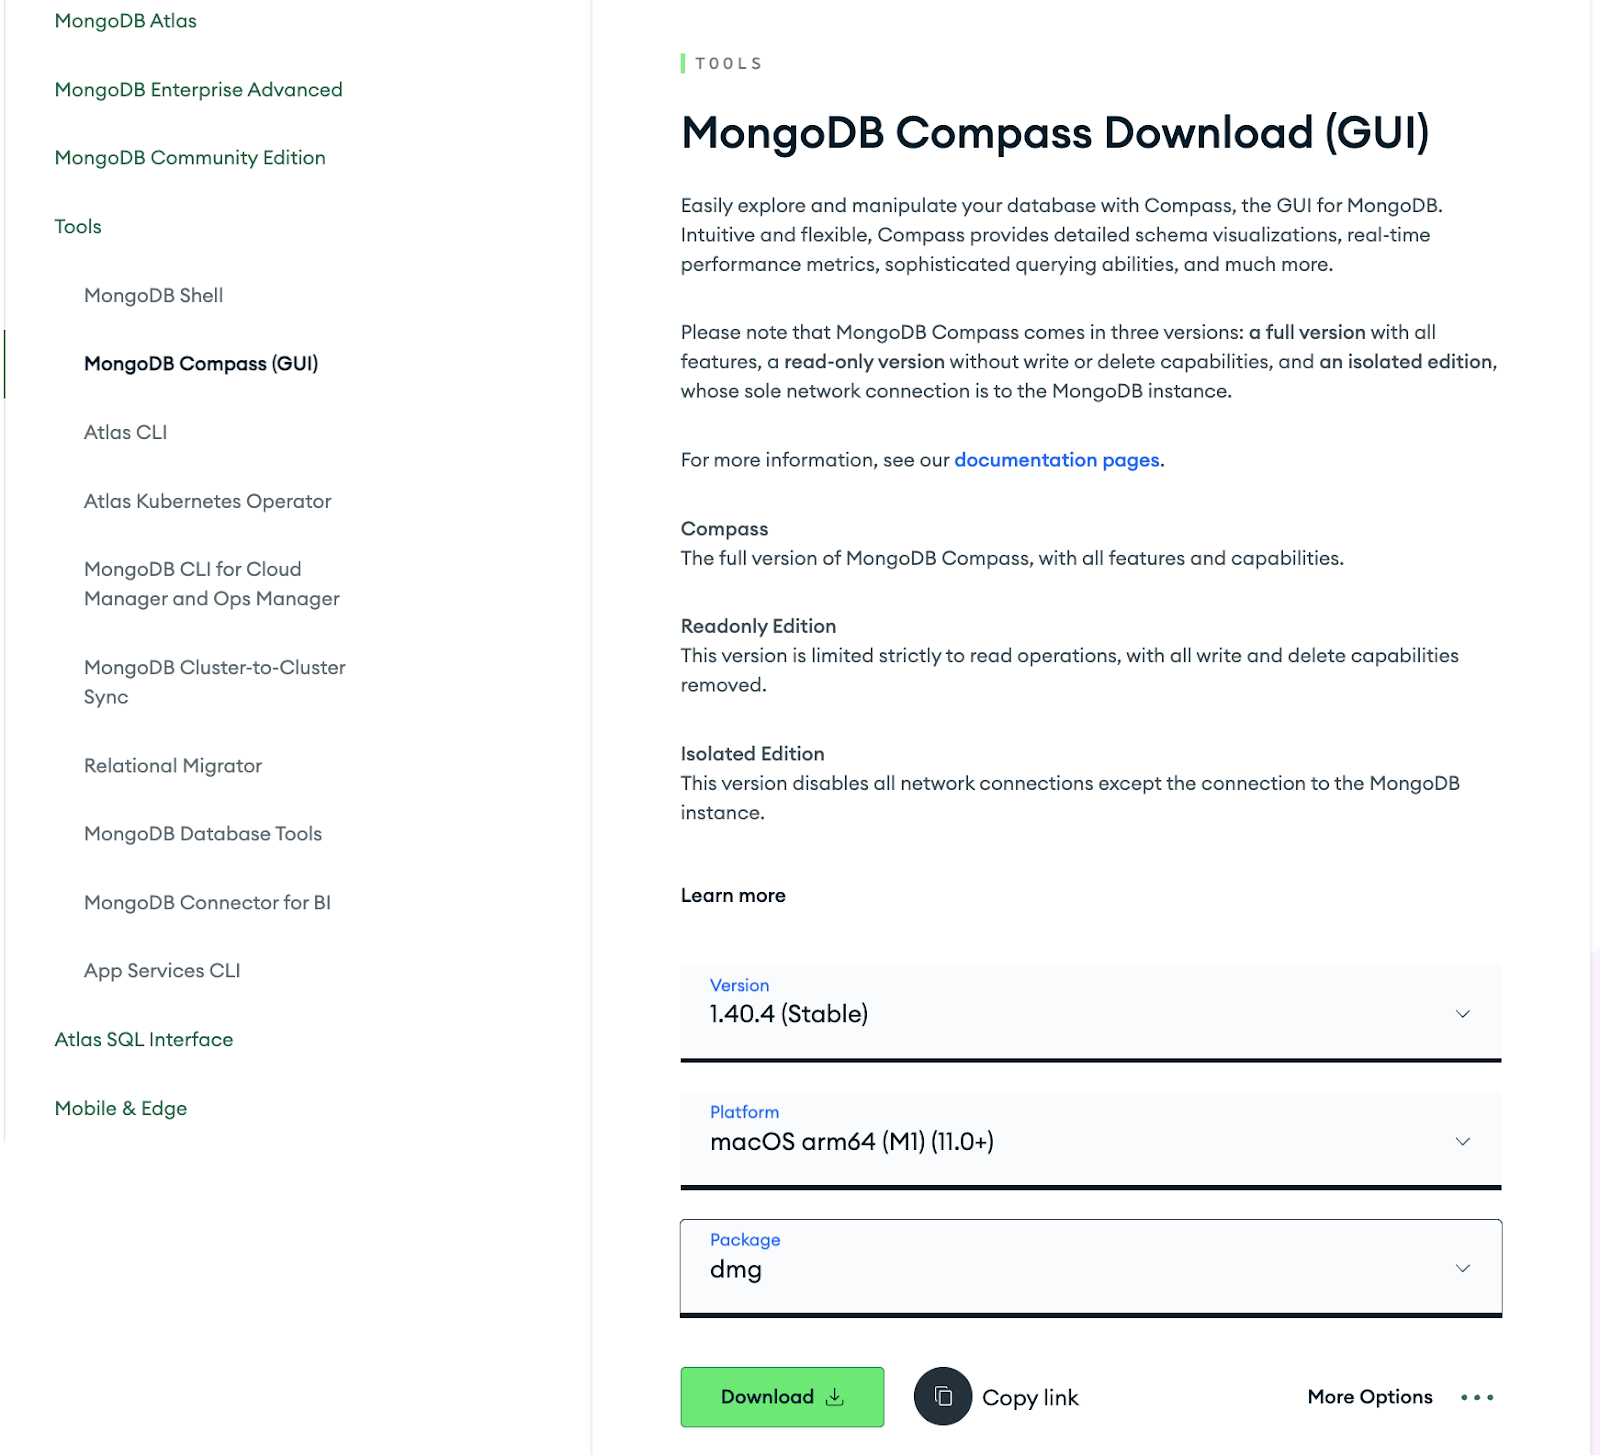 MongoDB Atlas
MongoDB Enterprise Advanced
MongoDB Community Edition
Tools
MongoDB Shell
MongoDB Compass (GUI)
Atlas CLI
Atlas Kubernetes Operator
MongoDB CLI for Cloud
Manager and Ops Manager
MongoDB Cluster-to-Cluster
Sync
Relational Migrator
MongoDB Database Tools
MongoDB Connector for BI
App Services CLI
Atlas SQL Interface
Mobile & Edge
TOOLS
MongoDB Compass Download (GUI)
Easily explore and manipulate your database with Compass, the GUI for MongoDB.
Intuitive and flexible, Compass provides detailed schema visualizations, real-time
performance metrics, sophisticated querying abilities, and much more.
Please note that MongoDB Compass comes in three versions: a full version with all
features, a read-only version without write or delete capabilities, and an isolated edition,
whose sole network connection is to the MongoDB instance.
For more information, see our documentation pages.
Compass
The full version of MongoDB Compass, with all features and capabilities.
Readonly Edition
This version is limited strictly to read operations, with all write and delete capabilities
removed.
Isolated Edition
This version disables all network connections except the connection to the MongoDB
instance.
Learn more
Version
1.40.4 (Stable)
Platform
macOS arm64 (M1) (11.0+)
Package
dmg
Download
Copy link
More Options